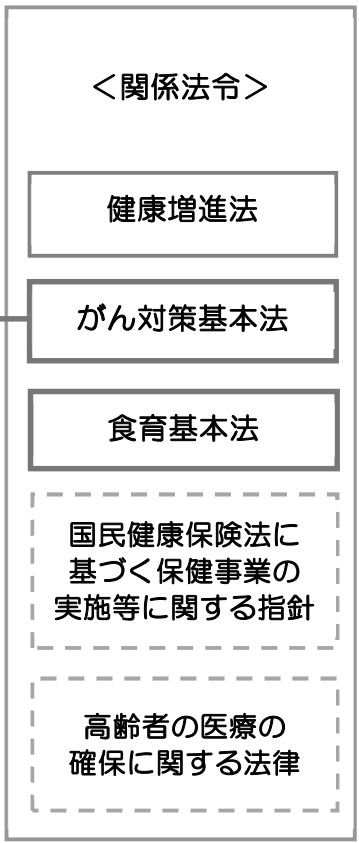 ＜関係法令＞
健康増進法
がん対策基本法
食育基本法
国民健康保険法に
基づく保健事業の
実施等に関する指針
高齢者の医療の
確保に関する法律